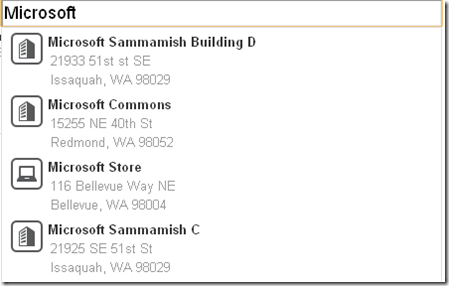 Microsoft
Microsoft Sammamish Building D
21933 51st st SE
Issaquah, WA 98029
Microsoft Commons
15255 NE 40th St
Redmond, WA 98052
Microsoft Store
116 Bellevue Way NE
Bellevue, WA 98004
Microsoft Sammamish C
21925 SE 51st St
Issaquah, WA 98029